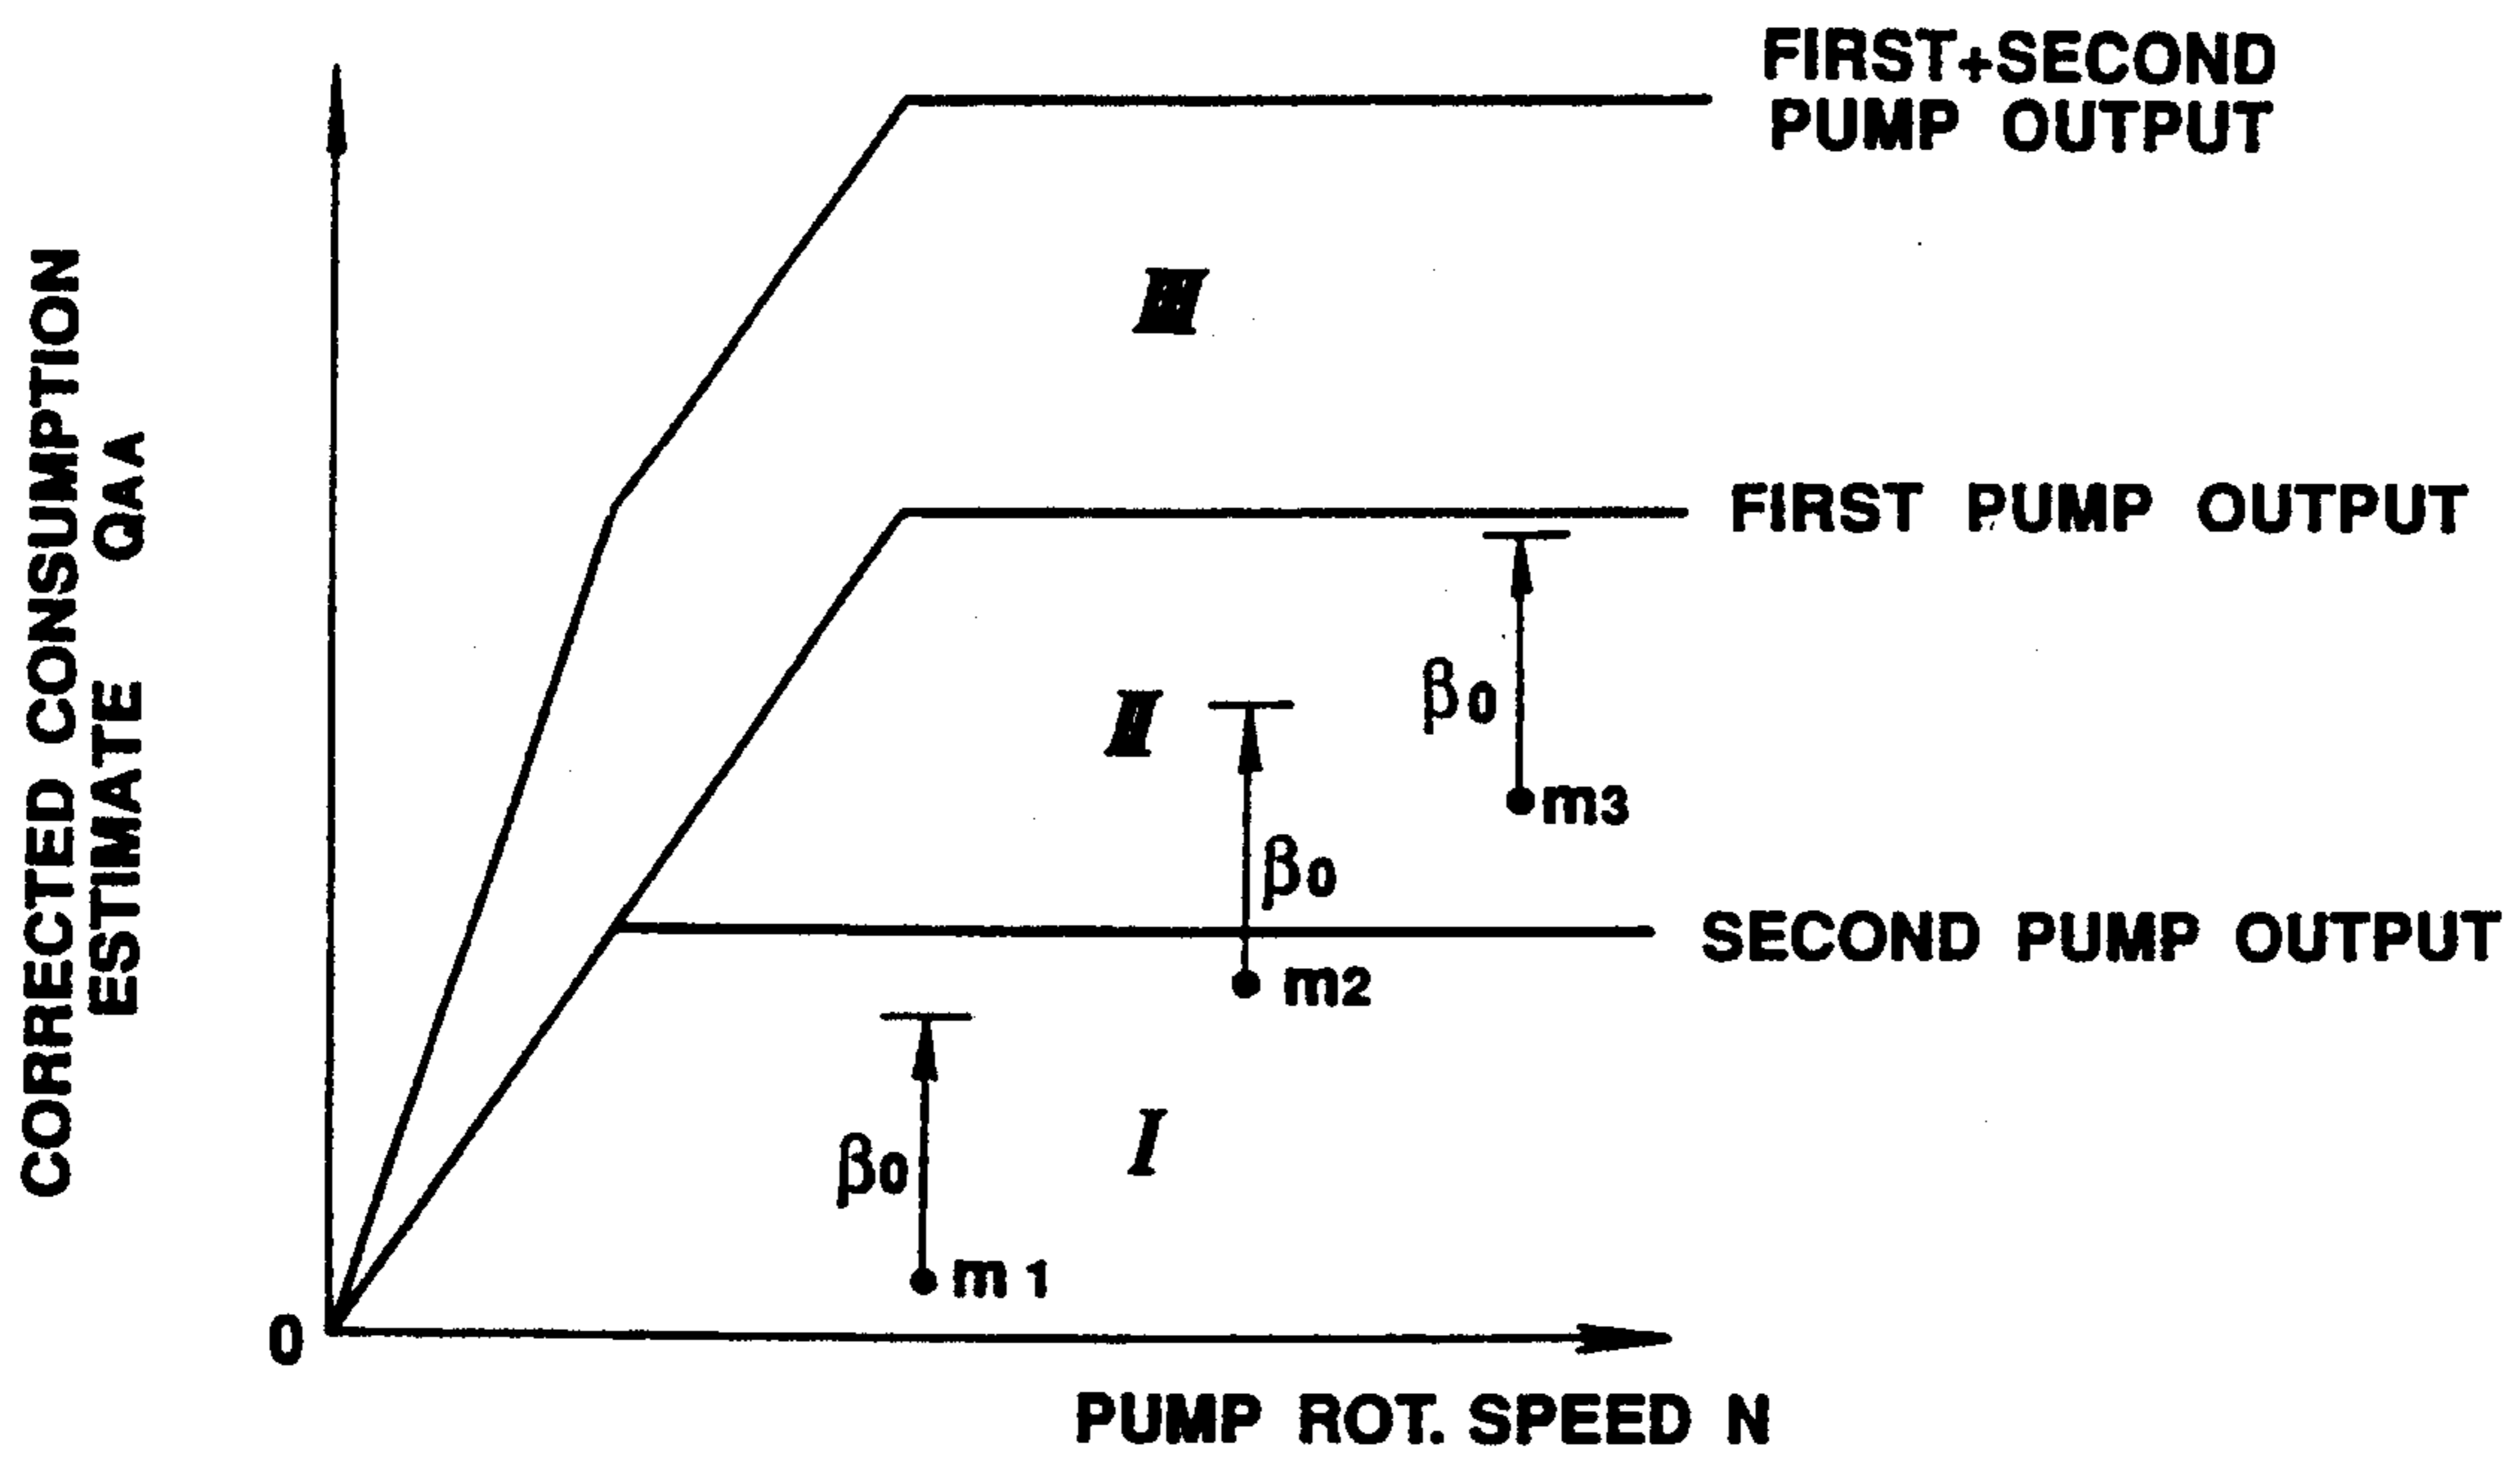 FIRST+SECOND
PUMP OUTPUT
III
FIRST PUMP OUTPUT
β0
II
m3
β0
SECOND PUMP OUTPUT
m2
I
β0
m1
0
PUMP ROT. SPEED N
CORRECTED CONSUMPTION
ESTIMATE QAA